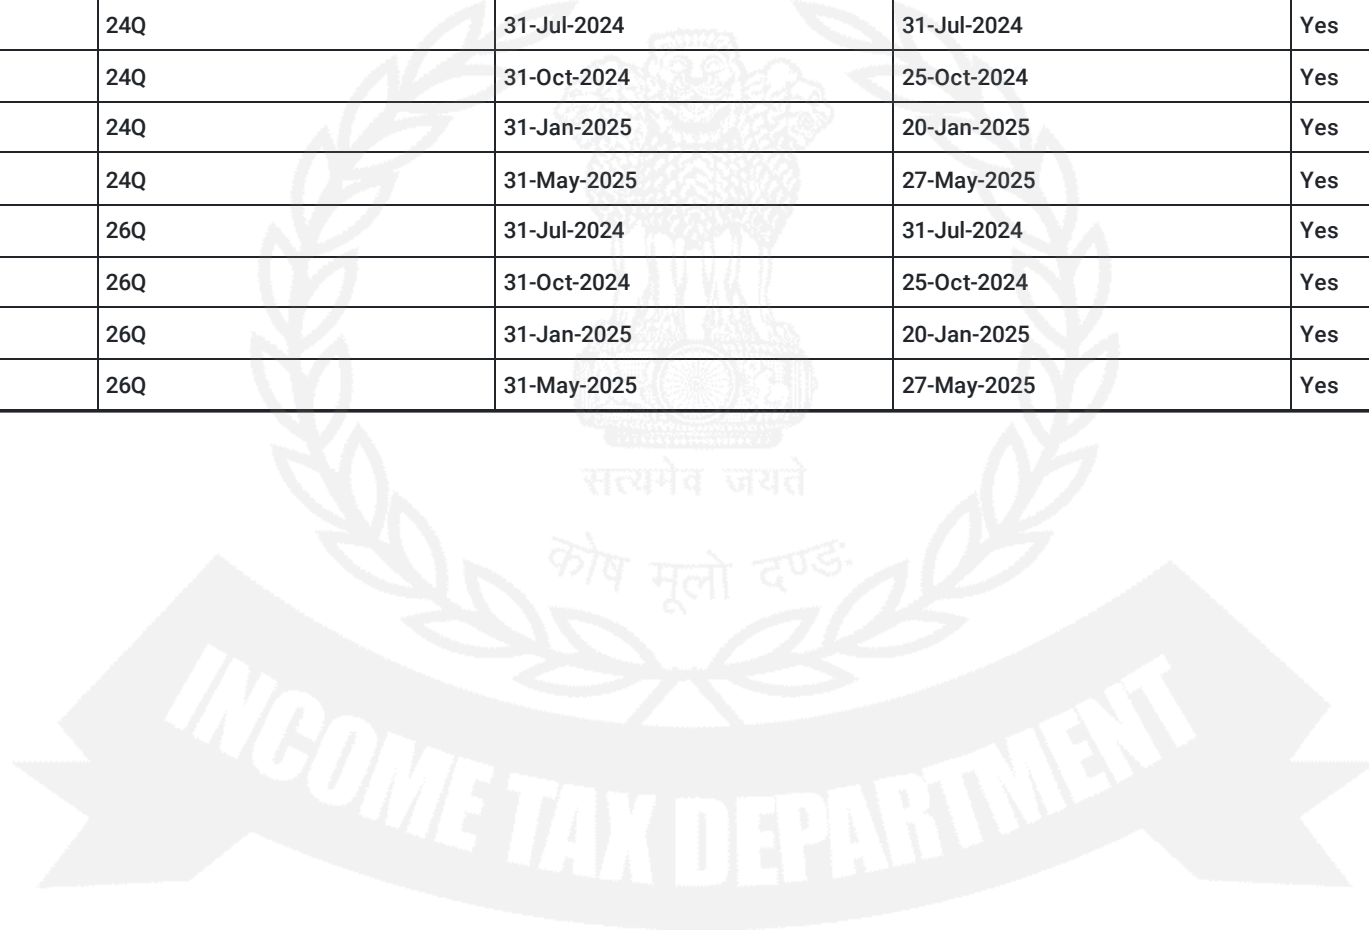 24Q 31-Jul-2024 31-Jul-2024 Yes
24Q 31-Oct-2024 25-Oct-2024 Yes
24Q 31-Jan-2025 20-Jan-2025 Yes
24Q 31-May-2025 27-May-2025 Yes
26Q 31-Jul-2024 31-Jul-2024 Yes
26Q 31-Oct-2024 25-Oct-2024 Yes
26Q 31-Jan-2025 20-Jan-2025 Yes
26Q 31-May-2025 27-May-2025 Yes
सत्यमेव जयते
कोष मूलो दण्डः
INCOME TAX DEPARTMENT